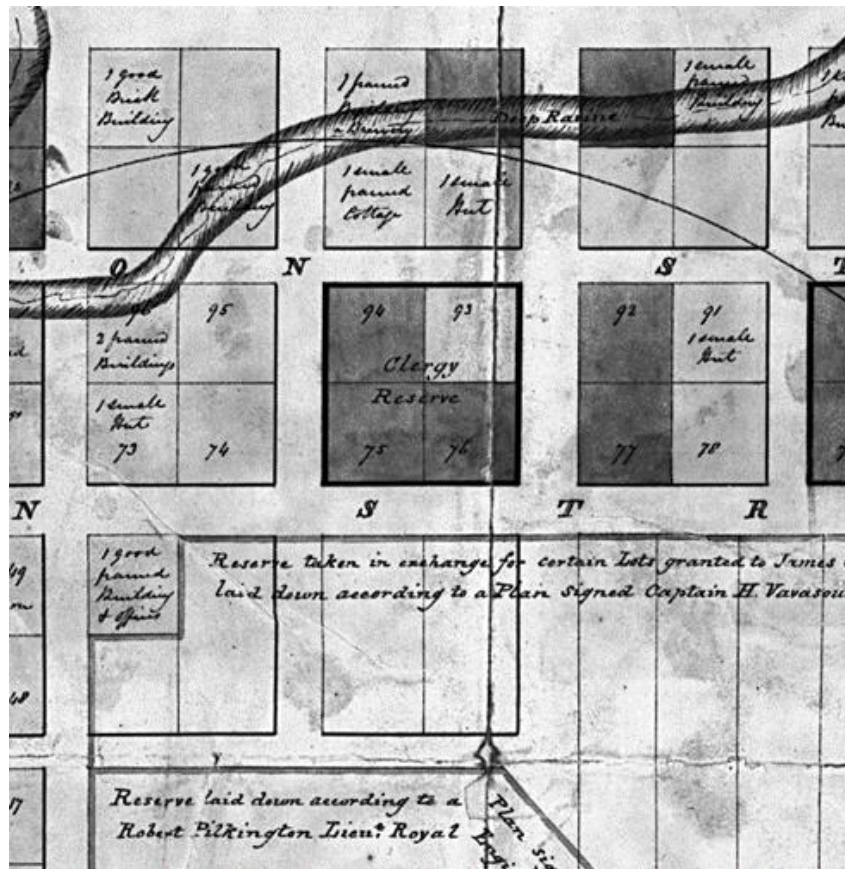 1 good
Brick
Building
1 framed
Building
1 small
framed
Building
Deep Ravine
1 good
framed
Building
1 small
framed
Cottage
1 small
Hut
O N S T
96
95
94
93
92
91
2 framed
Buildings
Clergy
Reserve
1 small
Hut
1 small
Hut
73
74
75
76
77
78
N S T R
1 good
framed
Building
& offices
49
Reserve taken in exchange for certain Lots granted to James
laid down according to a Plan signed Captain H. Vavasou
48
Reserve laid down according to a
Robert Pilkington Lieut. Royal
Plan sig